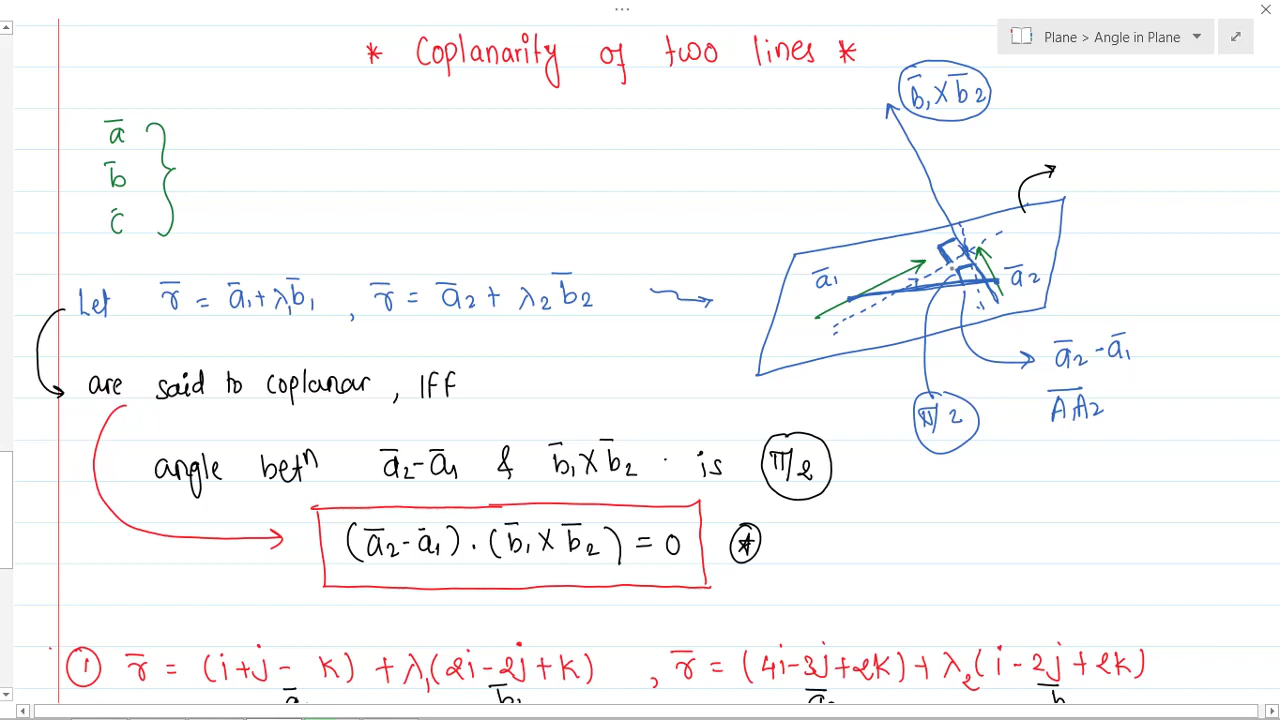 Plane > Angle in Plane
* Coplanarity of two lines *
b̄₁ × b̄₂
ā
b̄
c̄
ā₁
ā₂
Let r̄ = ā₁ + λ₁b̄₁ , r̄ = ā₂ + λ₂ b̄₂
ā₂ - ā₁
are said to coplanar , IFF
A̅A̅₂
π/2
angle betⁿ ā₂-ā₁ & b̄₁×b̄₂ . is π/2
(ā₂ - ā₁) . (b̄₁ × b̄₂) = 0 *
① r̄ = (i+j - k) + λ₁(2i-2j+k) , r̄ = (4i-3j+2k) + λ₂(i-2j+2k)